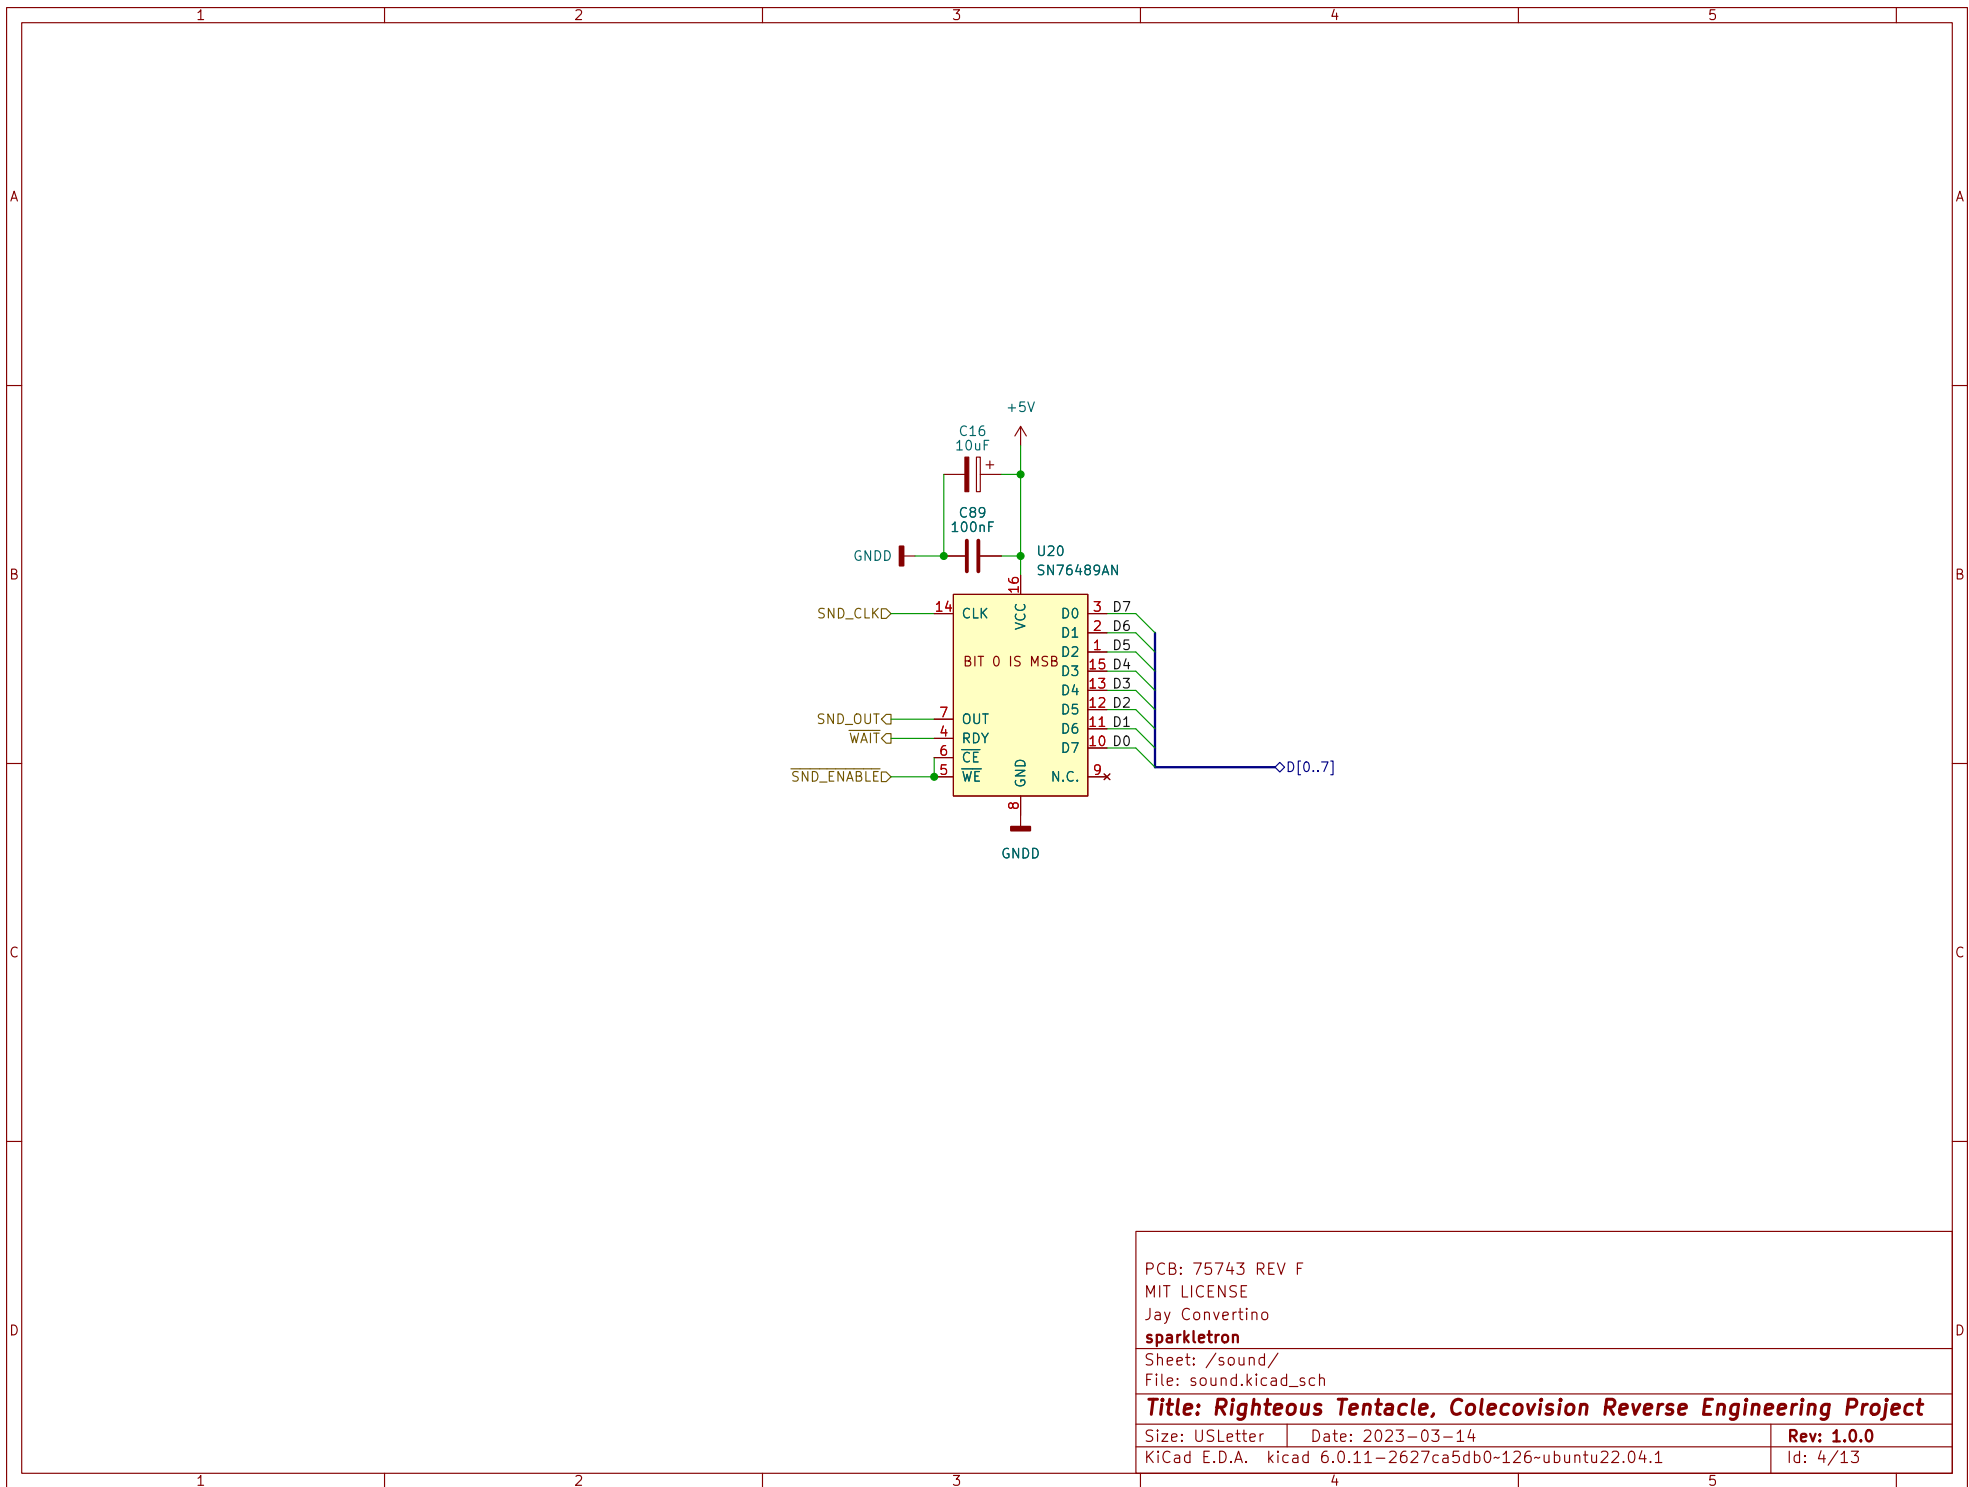 1 2 3 4 5
A A
+5V
C16
10uF
C89
100nF
GNDD
U20
SN76489AN
B B
16
SND_CLK 14 CLK VCC D0 3 D7
D1 2 D6
D2 1 D5
BIT 0 IS MSB
D3 15 D4
D4 13 D3
D5 12 D2
SND_OUT 7 OUT
D6 11 D1
WAIT 4 RDY
D7 10 D0
6 CE
D[0..7]
SND_ENABLE 5 WE GND N.C. 9
8
GNDD
C C
PCB: 75743 REV F
MIT LICENSE
Jay Convertino
D D
sparkletron
Sheet: /sound/
File: sound.kicad_sch
Title: Righteous Tentacle, Colecovision Reverse Engineering Project
Size: USLetter Date: 2023-03-14 Rev: 1.0.0
KiCad E.D.A. kicad 6.0.11-2627ca5db0~126~ubuntu22.04.1 Id: 4/13
1 2 3 4 5